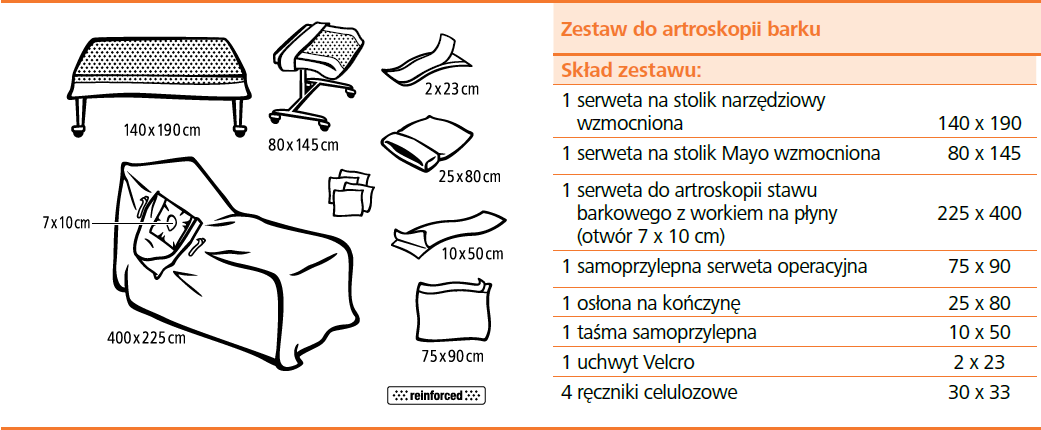 140 x 190 cm
80 x 145 cm
2 x 23 cm
25 x 80 cm
7 x 10 cm
10 x 50 cm
400 x 225 cm
75 x 90 cm
reinforced
Zestaw do artroskopii barku
Skład zestawu:
1 serweta na stolik narzędziowy
wzmocniona 140 x 190
1 serweta na stolik Mayo wzmocniona 80 x 145
1 serweta do artroskopii stawu
barkowego z workiem na płyny 225 x 400
(otwór 7 x 10 cm)
1 samoprzylepna serweta operacyjna 75 x 90
1 osłona na kończynę 25 x 80
1 taśma samoprzylepna 10 x 50
1 uchwyt Velcro 2 x 23
4 ręczniki celulozowe 30 x 33